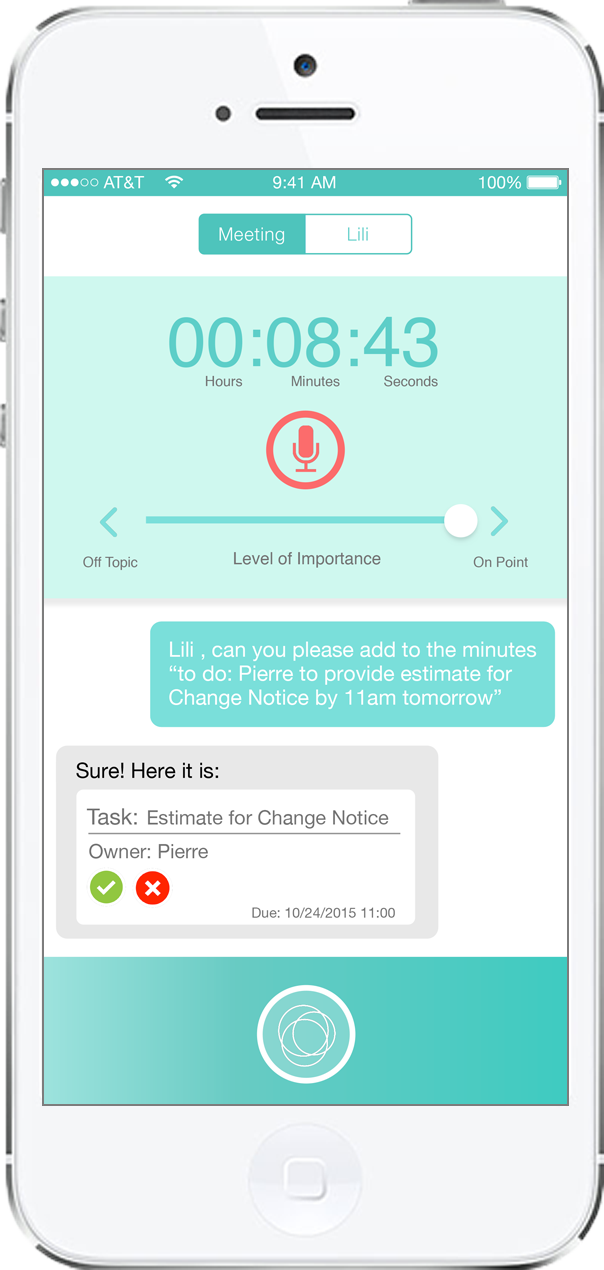 AT&T 9:41 AM 100%
Meeting Lili
00:08:43
Hours Minutes Seconds
Off Topic Level of Importance On Point
Lili , can you please add to the minutes
“to do: Pierre to provide estimate for
Change Notice by 11am tomorrow”
Sure! Here it is:
Task: Estimate for Change Notice
Owner: Pierre
Due: 10/24/2015 11:00